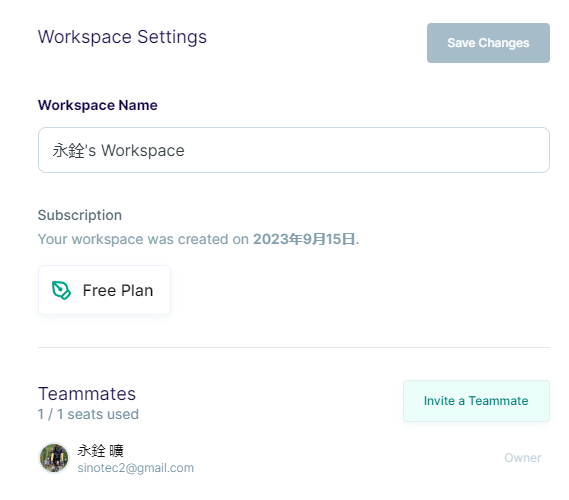 Workspace Settings
Save Changes
Workspace Name
永銓's Workspace
Subscription
Your workspace was created on 2023年9月15日.
Free Plan
Teammates
Invite a Teammate
1 / 1 seats used
永銓 曠
sinotec2@gmail.com
Owner